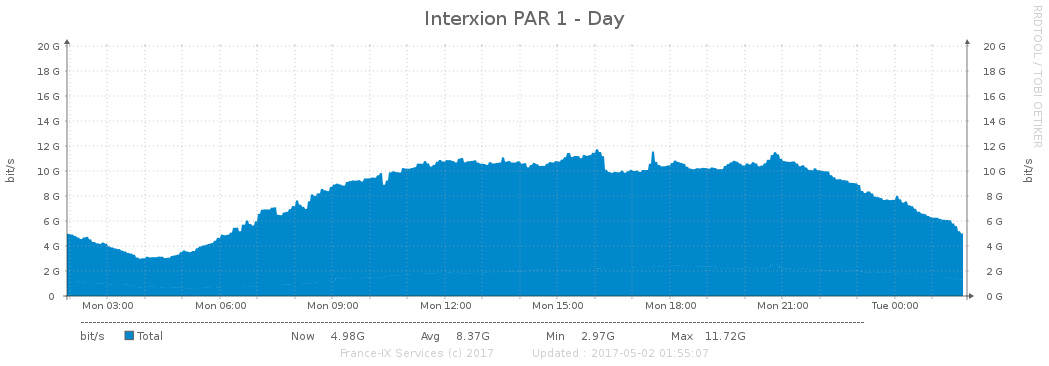 Interxion PAR 1 - Day
RRDTOOL / TOBI OETIKER
bit/s
20 G 20 G
18 G 18 G
16 G 16 G
14 G 14 G
12 G 12 G
10 G 10 G
8 G 8 G
6 G 6 G
4 G 4 G
2 G 2 G
0 0 G
bit/s
Mon 03:00 Mon 06:00 Mon 09:00 Mon 12:00 Mon 15:00 Mon 18:00 Mon 21:00 Tue 00:00
bit/s Total Now 4.98G Avg 8.37G Min 2.97G Max 11.72G
France-IX Services (c) 2017 Updated : 2017-05-02 01:55:07